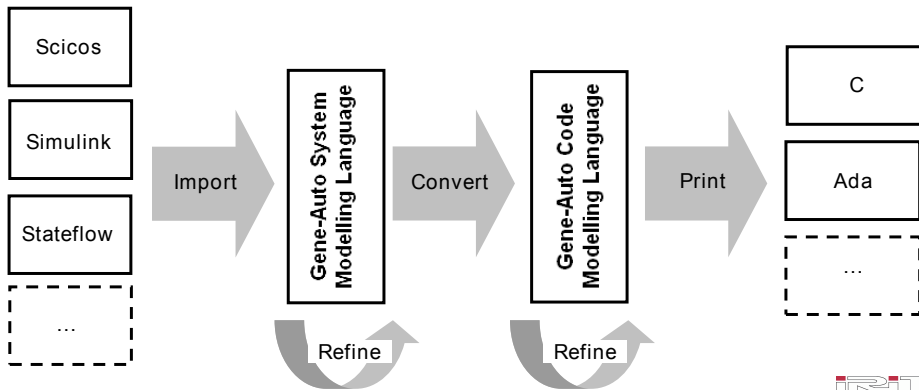 Scicos
Simulink
Stateflow
...
Import
Gene-Auto System
Modelling Language
Refine
Convert
Gene-Auto Code
Modelling Language
Refine
Print
C
Ada
...
iRiT